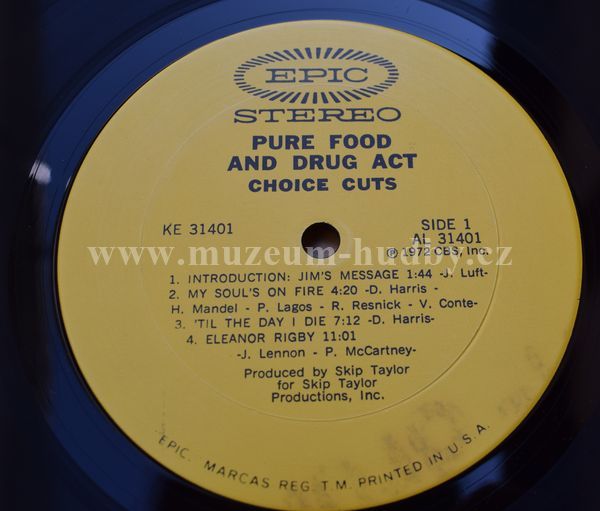 EPIC
STEREO
PURE FOOD
AND DRUG ACT
CHOICE CUTS
KE 31401
SIDE 1
AL 31401
℗ 1972 CBS, Inc.
www.muzeum-hudby.cz
1. INTRODUCTION: JIM'S MESSAGE 1:44 -J. Luft-
2. MY SOUL'S ON FIRE 4:20 -D. Harris -
H. Mandel - P. Lagos - R. Resnick - V. Conte-
3. 'TIL THE DAY I DIE 7:12 -D. Harris-
4. ELEANOR RIGBY 11:01
-J. Lennon - P. McCartney-
Produced by Skip Taylor
for Skip Taylor
Productions, Inc.
EPIC. MARCAS REG. T.M. PRINTED IN U.S.A.